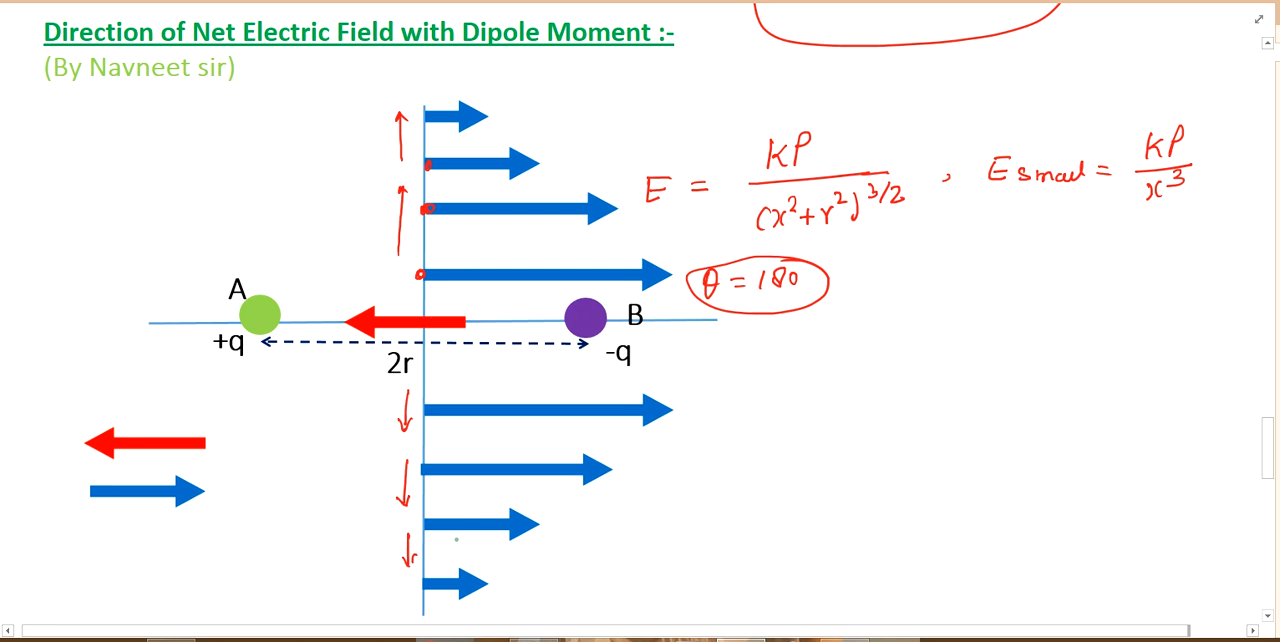 Direction of Net Electric Field with Dipole Moment :-
(By Navneet sir)
E = KP / (x²+r²)^3/2 , E small = KP / x³
θ = 180
A
B
+q
2r
-q